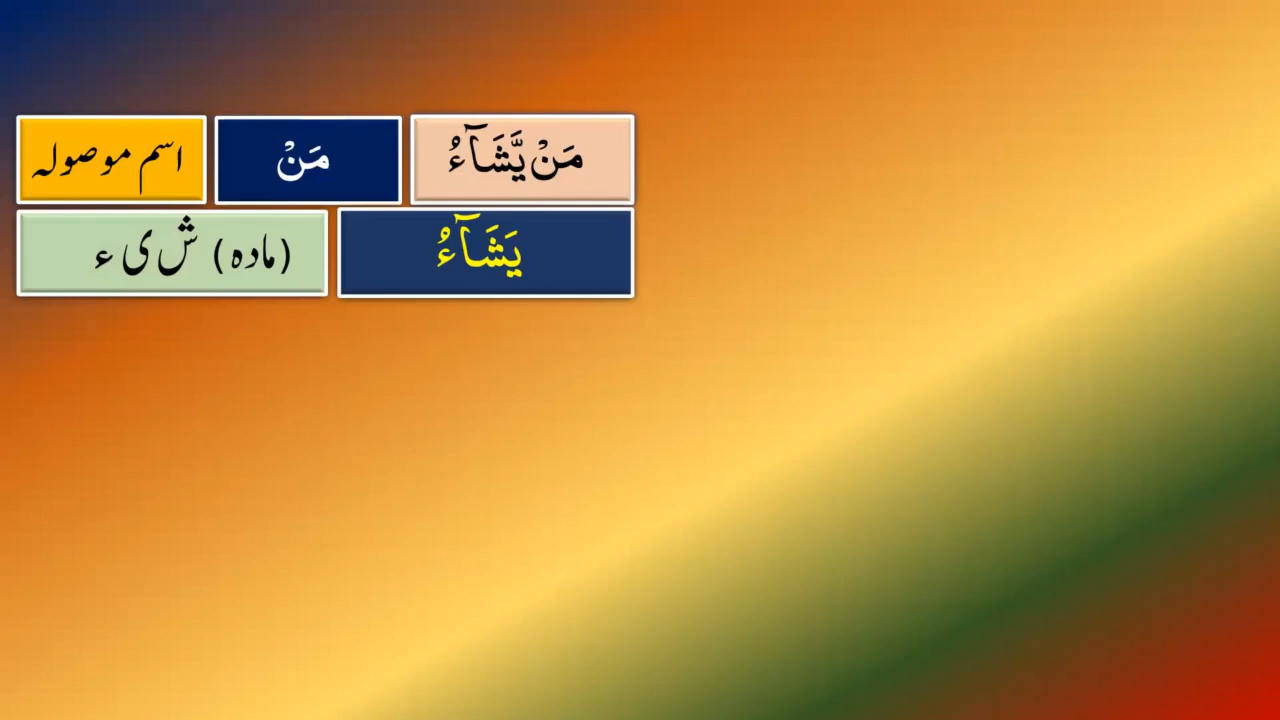 مَنْ یَّشَآءُ مَنْ اسم موصولہ
یَشَآءُ (مادہ) ش ی ء